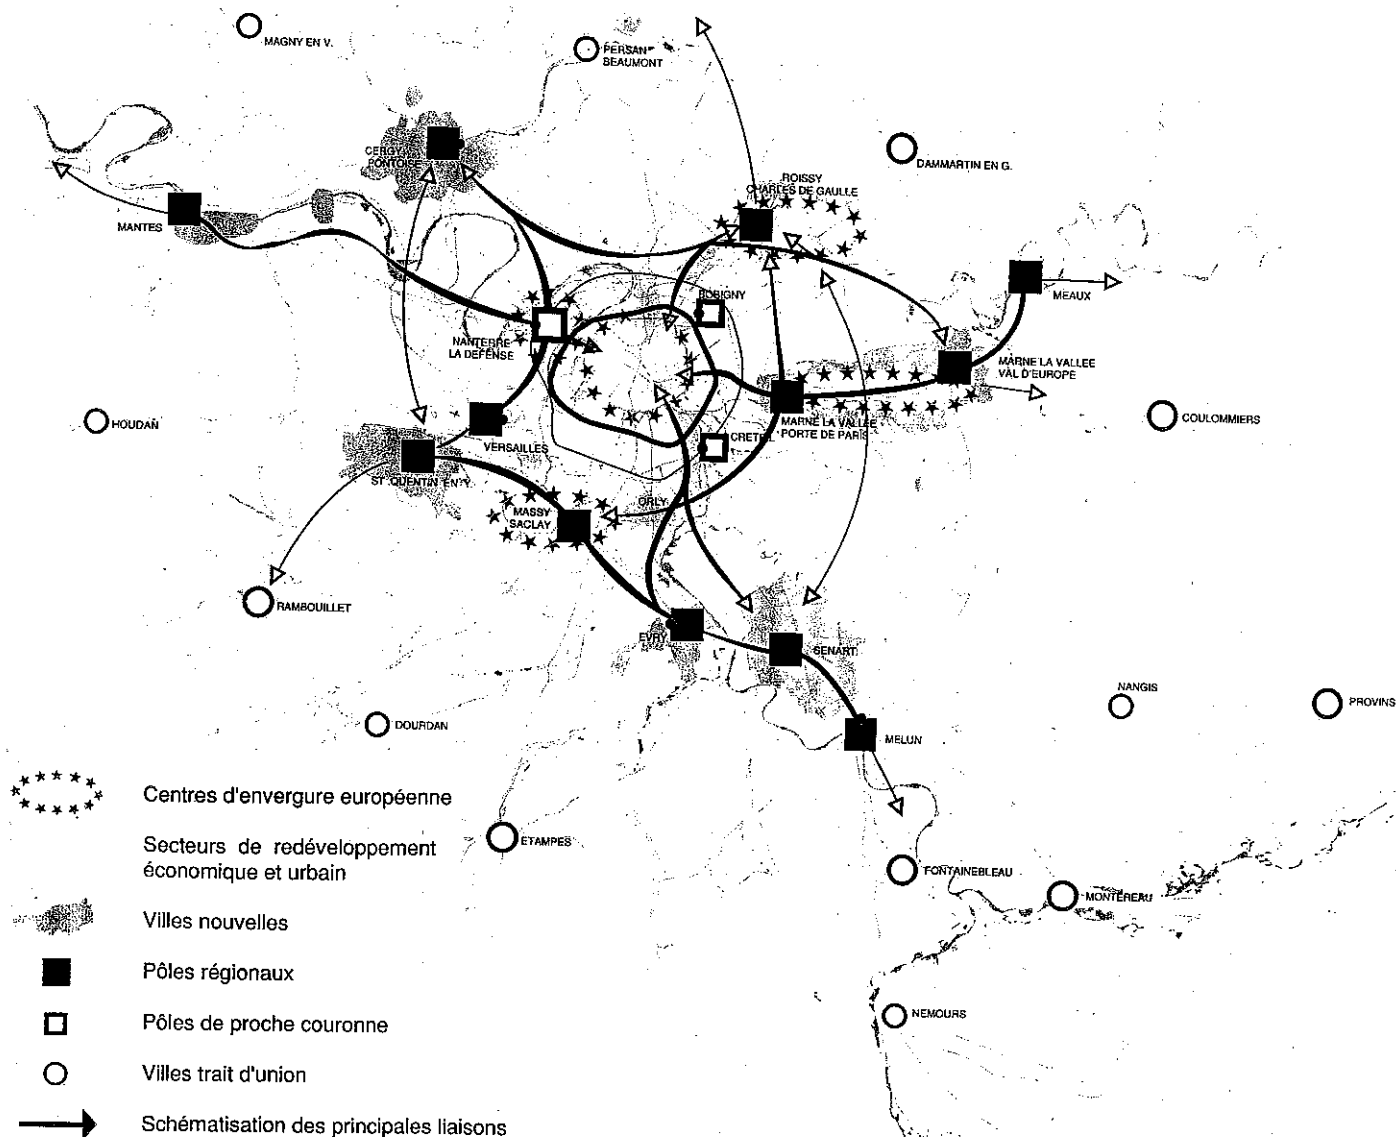 MAGNY EN V.
PERSAN
BEAUMONT
CERGY
PONTOISE
DAMMARTIN EN G.
ROISSY
CHARLES DE GAULLE
MANTES
MEAUX
BOBIGNY
NANTERRE
LA DEFENSE
MARNE LA VALLEE
VAL D'EUROPE
HOUDAN
COULOMMIERS
VERSAILLES
MARNE LA VALLEE
PORTE DE PARIS
CRETEIL
ST QUENTIN EN Y.
MASSY
SACLAY
ORLY
RAMBOUILLET
EVRY
SENART
NANGIS
PROVINS
DOURDAN
MELUN
ETAMPES
FONTAINEBLEAU
MONTEREAU
NEMOURS
Centres d'envergure européenne
Secteurs de redéveloppement
économique et urbain
Villes nouvelles
Pôles régionaux
Pôles de proche couronne
Villes trait d'union
Schématisation des principales liaisons